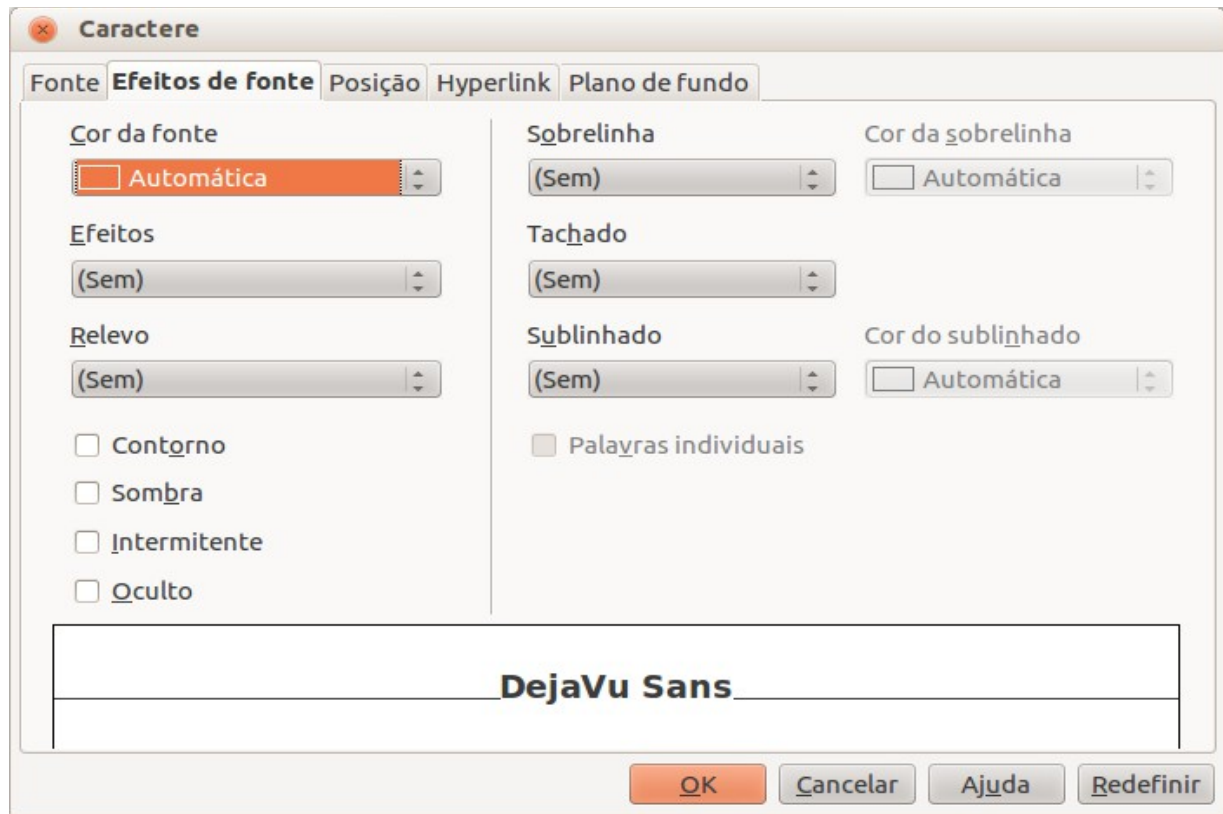 Caractere
Fonte Efeitos de fonte Posição Hyperlink Plano de fundo
Cor da fonte
Automática
Efeitos
(Sem)
Relevo
(Sem)
Contorno
Sombra
Intermitente
Oculto
Sobrelinha Cor da sobrelinha
(Sem) Automática
Tachado
(Sem)
Sublinhado Cor do sublinhado
(Sem) Automática
Palavras individuais
DejaVu Sans
OK Cancelar Ajuda Redefinir